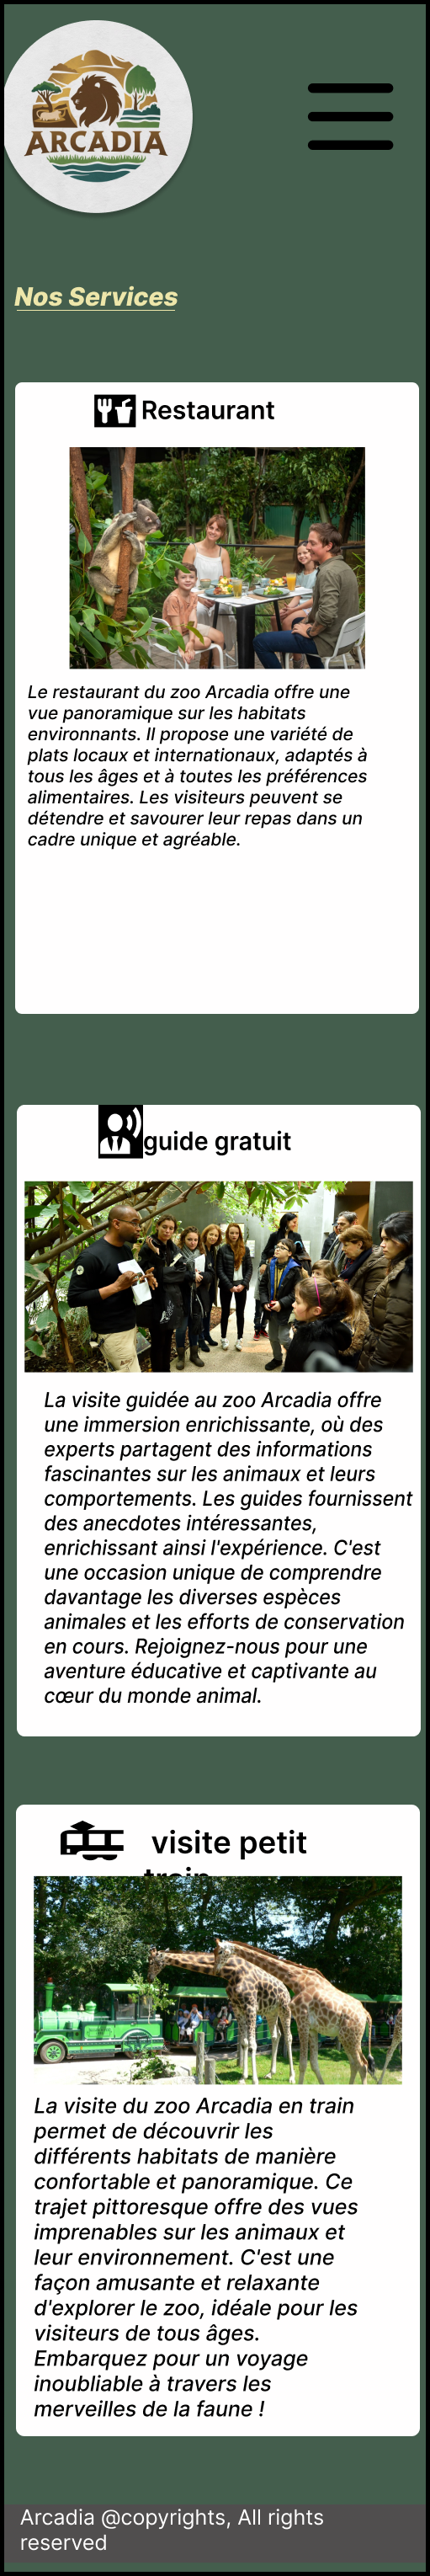 ARCADIA
Nos Services
Restaurant
Le restaurant du zoo Arcadia offre une
vue panoramique sur les habitats
environnants. Il propose une variété de
plats locaux et internationaux, adaptés à
tous les âges et à toutes les préférences
alimentaires. Les visiteurs peuvent se
détendre et savourer leur repas dans un
cadre unique et agréable.
guide gratuit
La visite guidée au zoo Arcadia offre
une immersion enrichissante, où des
experts partagent des informations
fascinantes sur les animaux et leurs
comportements. Les guides fournissent
des anecdotes intéressantes,
enrichissant ainsi l'expérience. C'est
une occasion unique de comprendre
davantage les diverses espèces
animales et les efforts de conservation
en cours. Rejoignez-nous pour une
aventure éducative et captivante au
cœur du monde animal.
visite petit
train
La visite du zoo Arcadia en train
permet de découvrir les
différents habitats de manière
confortable et panoramique. Ce
trajet pittoresque offre des vues
imprenables sur les animaux et
leur environnement. C'est une
façon amusante et relaxante
d'explorer le zoo, idéale pour les
visiteurs de tous âges.
Embarquez pour un voyage
inoubliable à travers les
merveilles de la faune !
Arcadia @copyrights, All rights
reserved